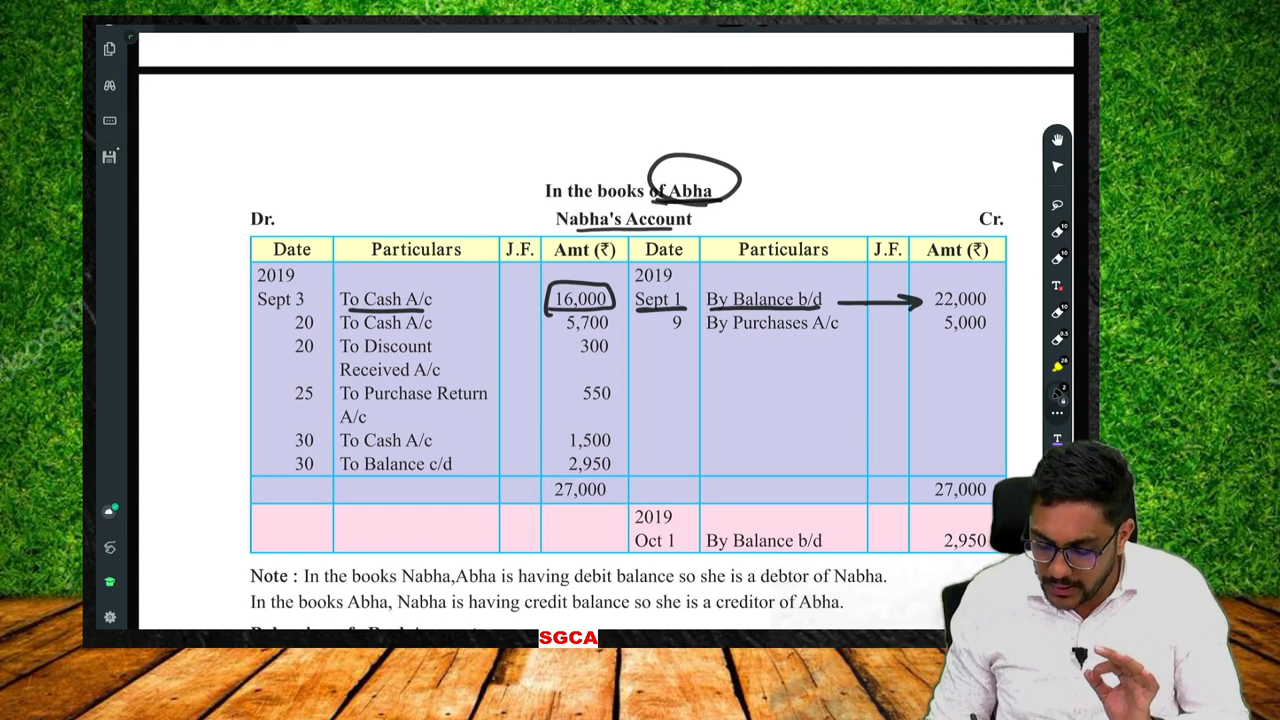 In the books of Abha
Dr. Nabha's Account Cr.
Date Particulars J.F. Amt (₹) Date Particulars J.F. Amt (₹)
2019 2019
Sept 3 To Cash A/c 16,000 Sept 1 By Balance b/d 22,000
20 To Cash A/c 5,700 9 By Purchases A/c 5,000
20 To Discount 300
Received A/c
25 To Purchase Return 550
A/c
30 To Cash A/c 1,500
30 To Balance c/d 2,950
27,000 27,000
2019
Oct 1 By Balance b/d 2,950
Note : In the books Nabha,Abha is having debit balance so she is a debtor of Nabha.
In the books Abha, Nabha is having credit balance so she is a creditor of Abha.
SGCA